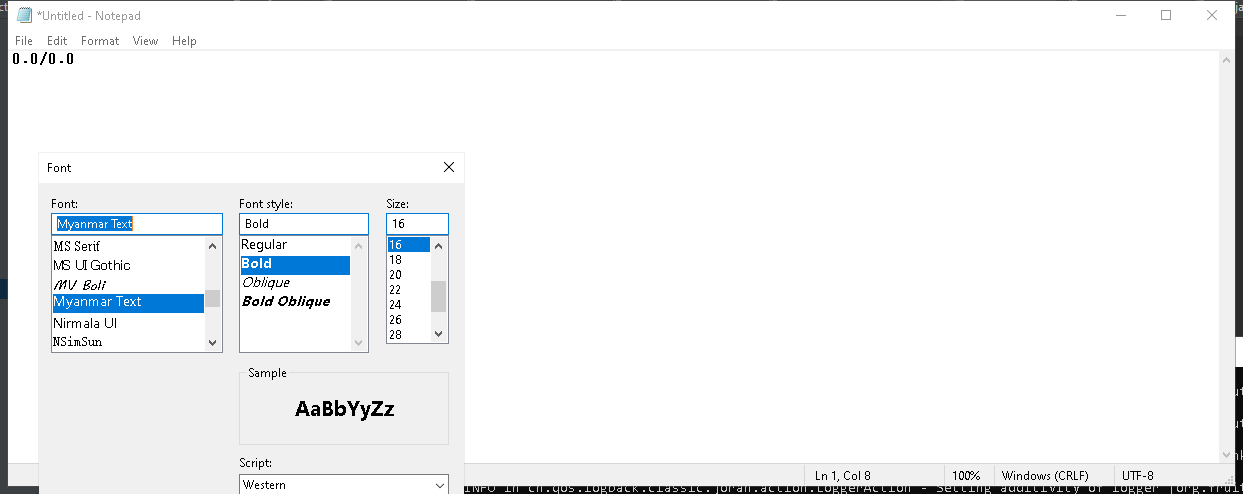 *Untitled - Notepad
File Edit Format View Help
0.0/0.0
Font
Font: Font style: Size:
Myanmar Text Bold 16
MS Serif
MS UI Gothic
MV Boli
Myanmar Text
Nirmala UI
NSimSun
Regular
Bold
Oblique
Bold Oblique
16
18
20
22
24
26
28
Sample
AaBbYyZz
Script:
Western
Ln 1, Col 8 100% Windows (CRLF) UTF-8
INFO in ch.qos.logback.classic.joran.action.LoggerAction - Setting additivity of logger